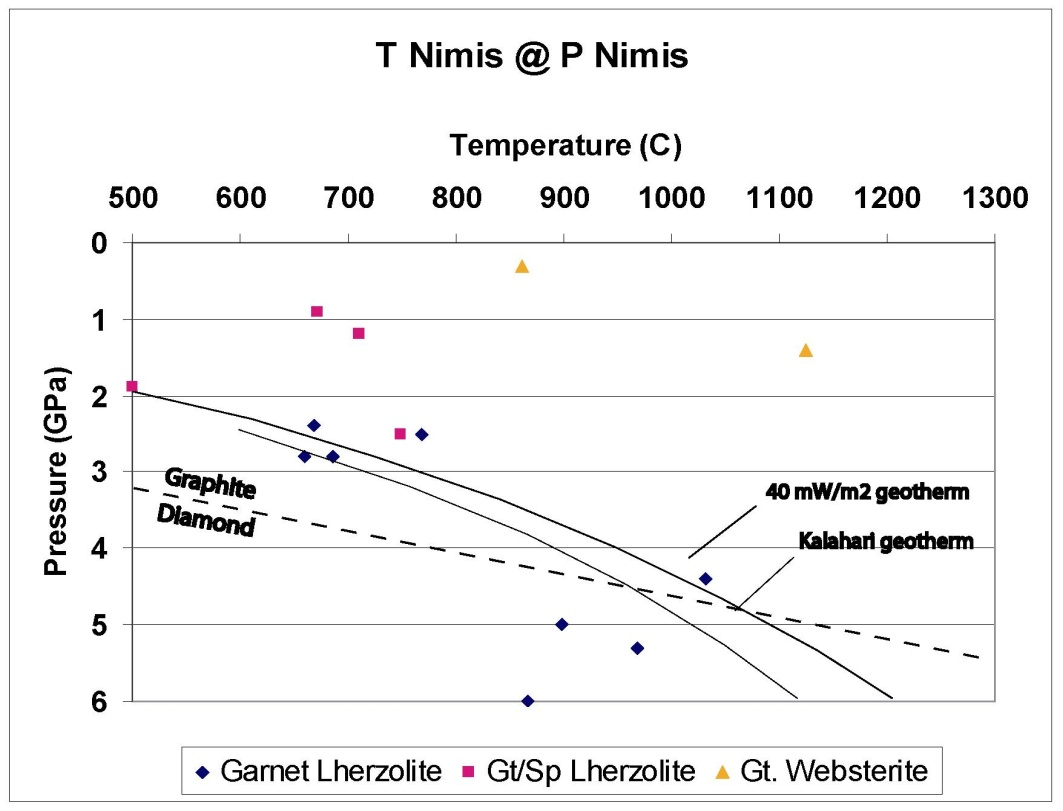 T Nimis @ P Nimis
Temperature (C)
500 600 700 800 900 1000 1100 1200 1300
0
1
2
3
4
5
6
Pressure (GPa)
Graphite
Diamond
40 mW/m2 geotherm
Kalahari geotherm
Garnet Lherzolite Gt/Sp Lherzolite Gt. Websterite